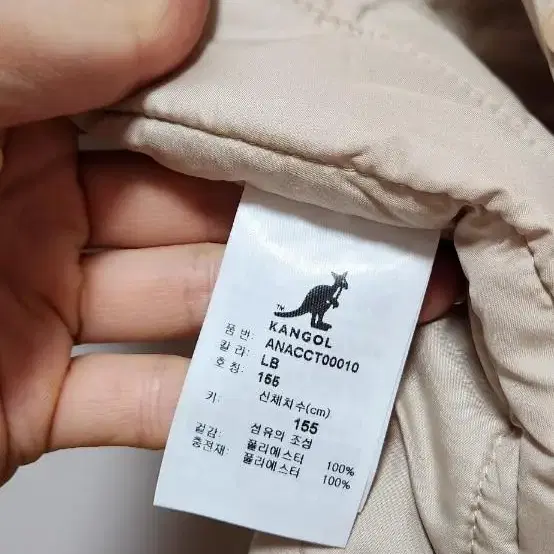 TM
KANGOL
품 번: ANACCT00010
칼 라: LB
호 칭: 155
신체치수(cm)
키: 155
섬유의 조성
겉감: 폴리에스터 100%
충전재: 폴리에스터 100%